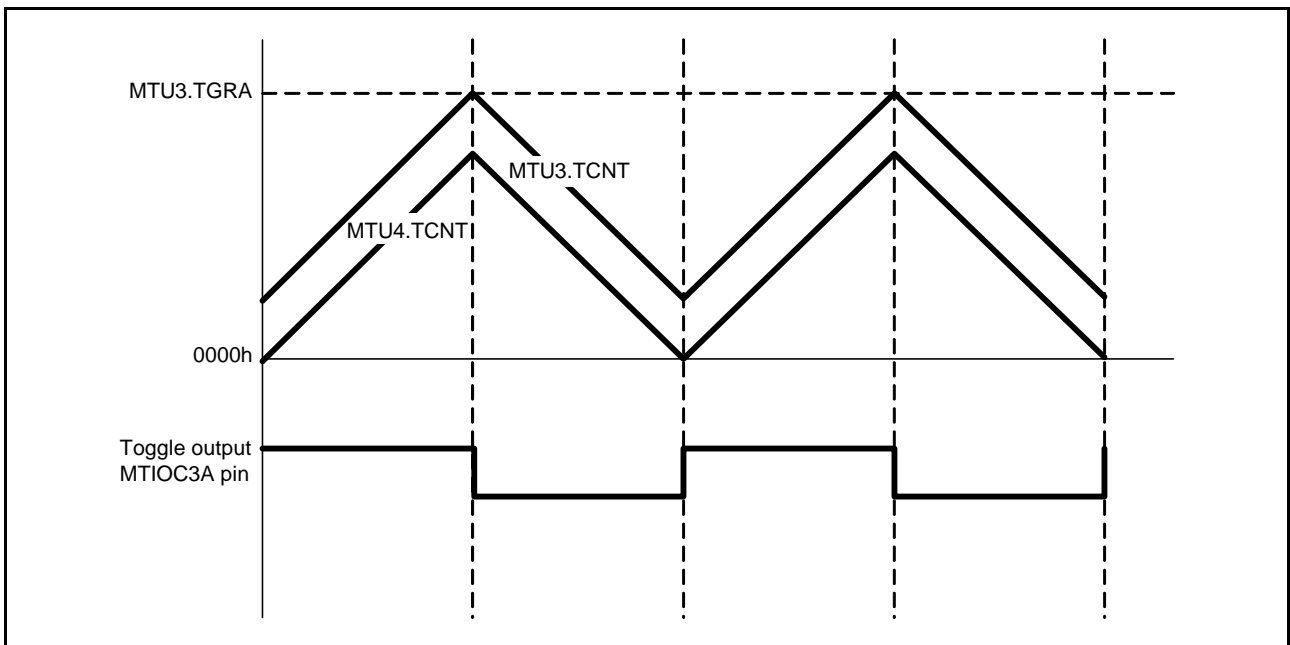 MTU3.TGRA
MTU3.TCNT
MTU4.TCNT
0000h
Toggle output
MTIOC3A pin